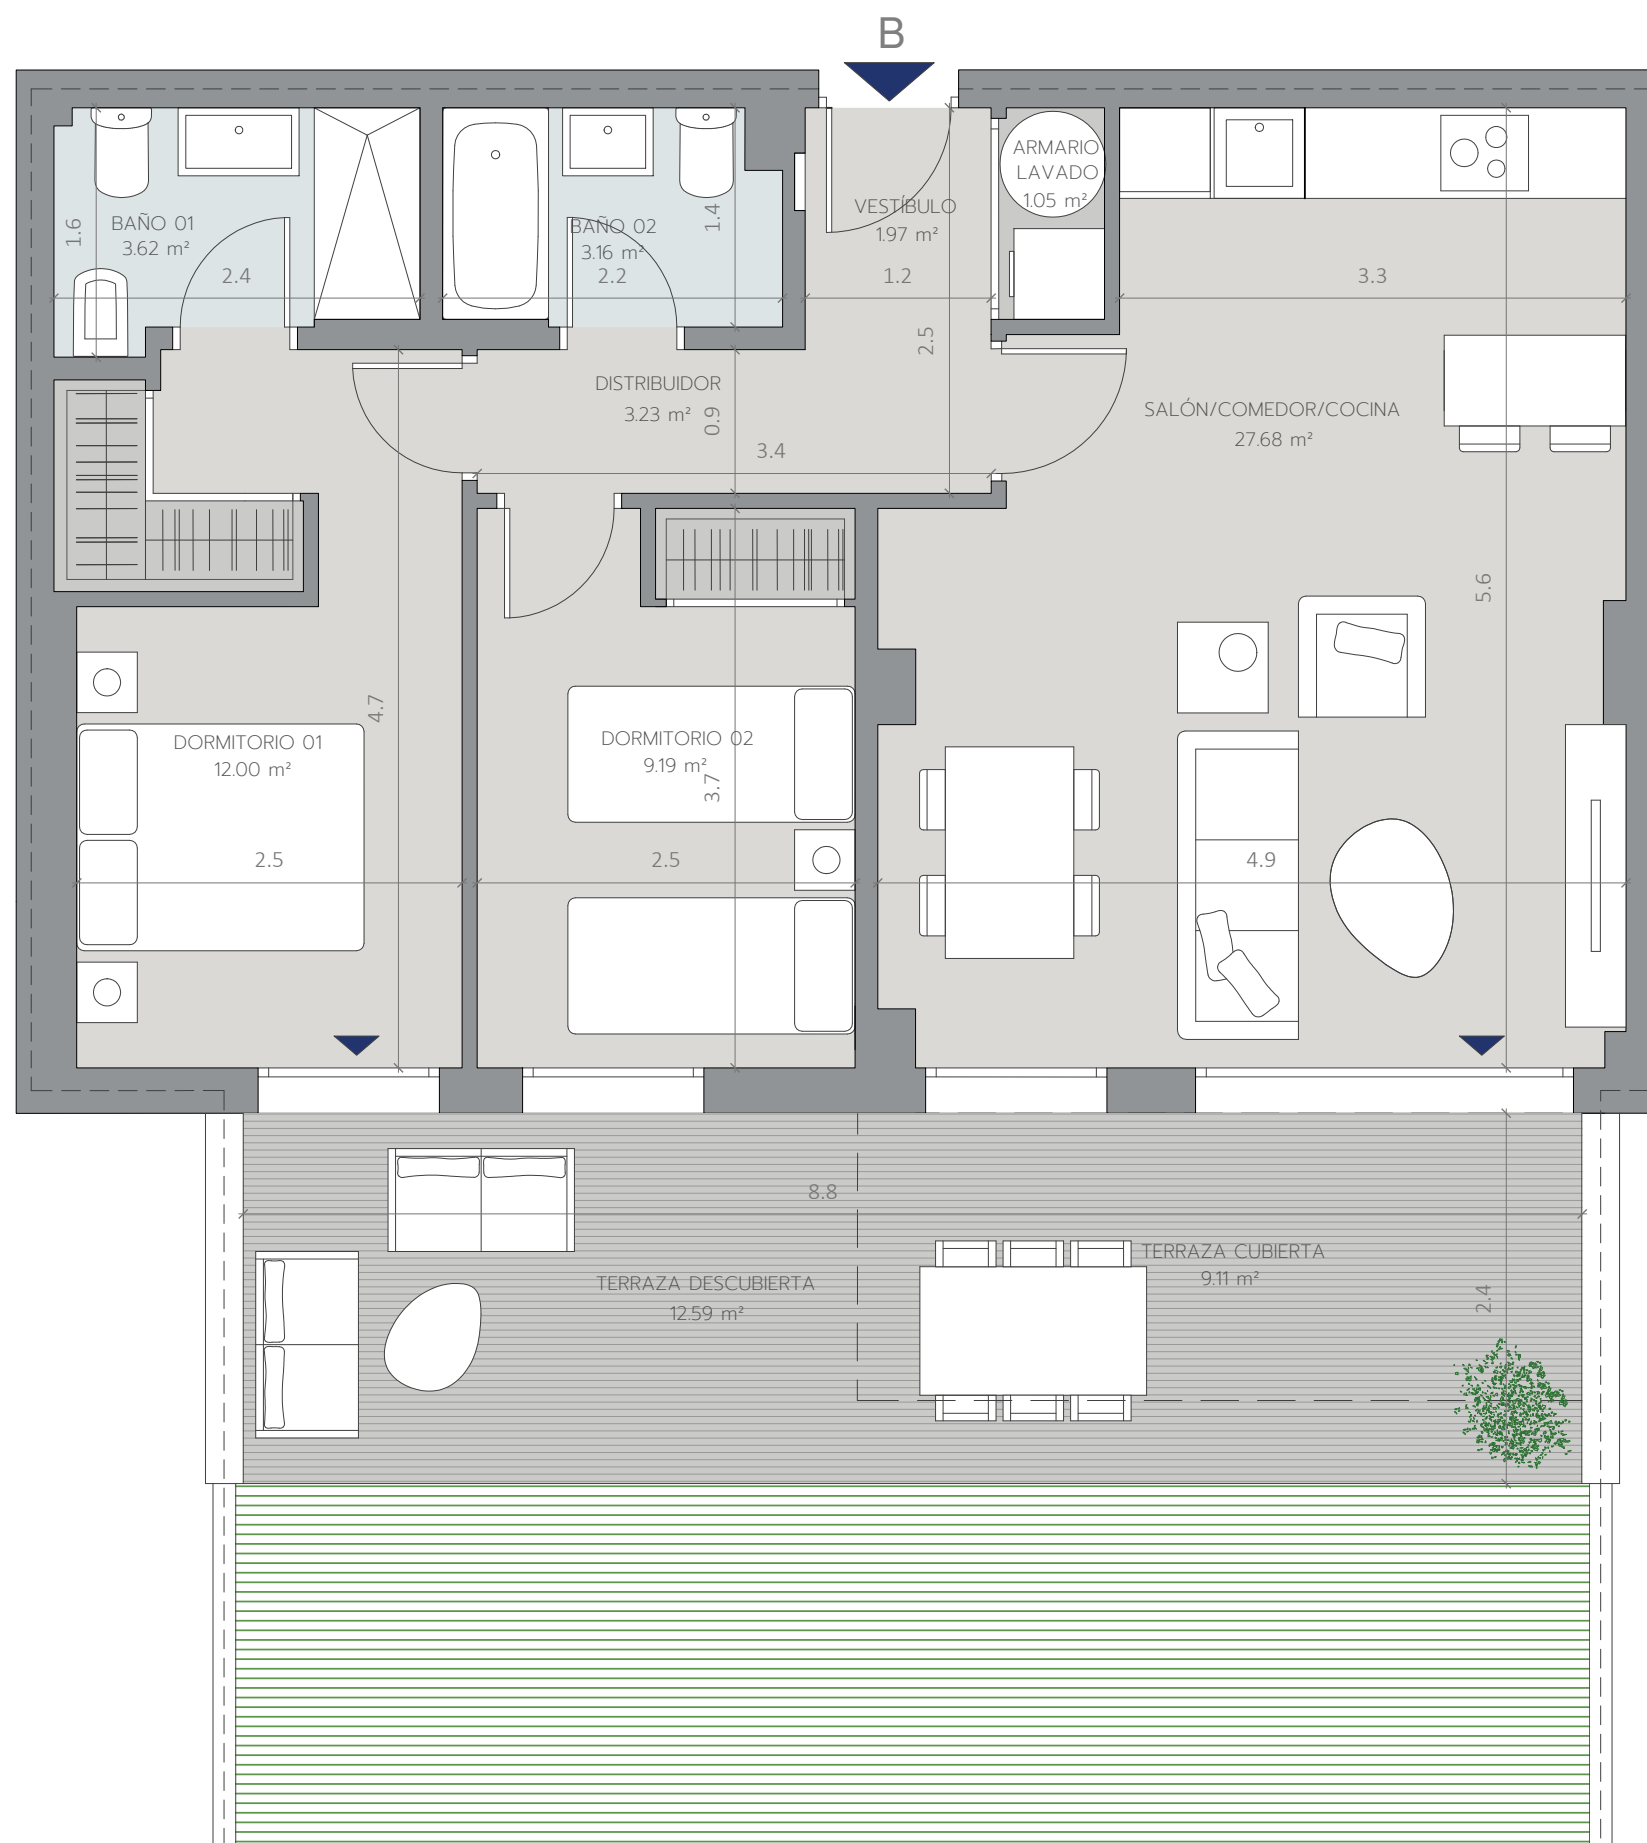 B
ARMARIO
LAVADO
1.05 m²
VESTÍBULO
1.97 m²
BAÑO 01
3.62 m²
BAÑO 02
3.16 m²
1.6
1.4
2.4
2.2
1.2
3.3
2.5
DISTRIBUIDOR
3.23 m²
0.9
3.4
SALÓN/COMEDOR/COCINA
27.68 m²
5.6
4.7
DORMITORIO 01
12.00 m²
DORMITORIO 02
9.19 m²
3.7
2.5
2.5
4.9
8.8
TERRAZA CUBIERTA
9.11 m²
TERRAZA DESCUBIERTA
12.59 m²
2.4